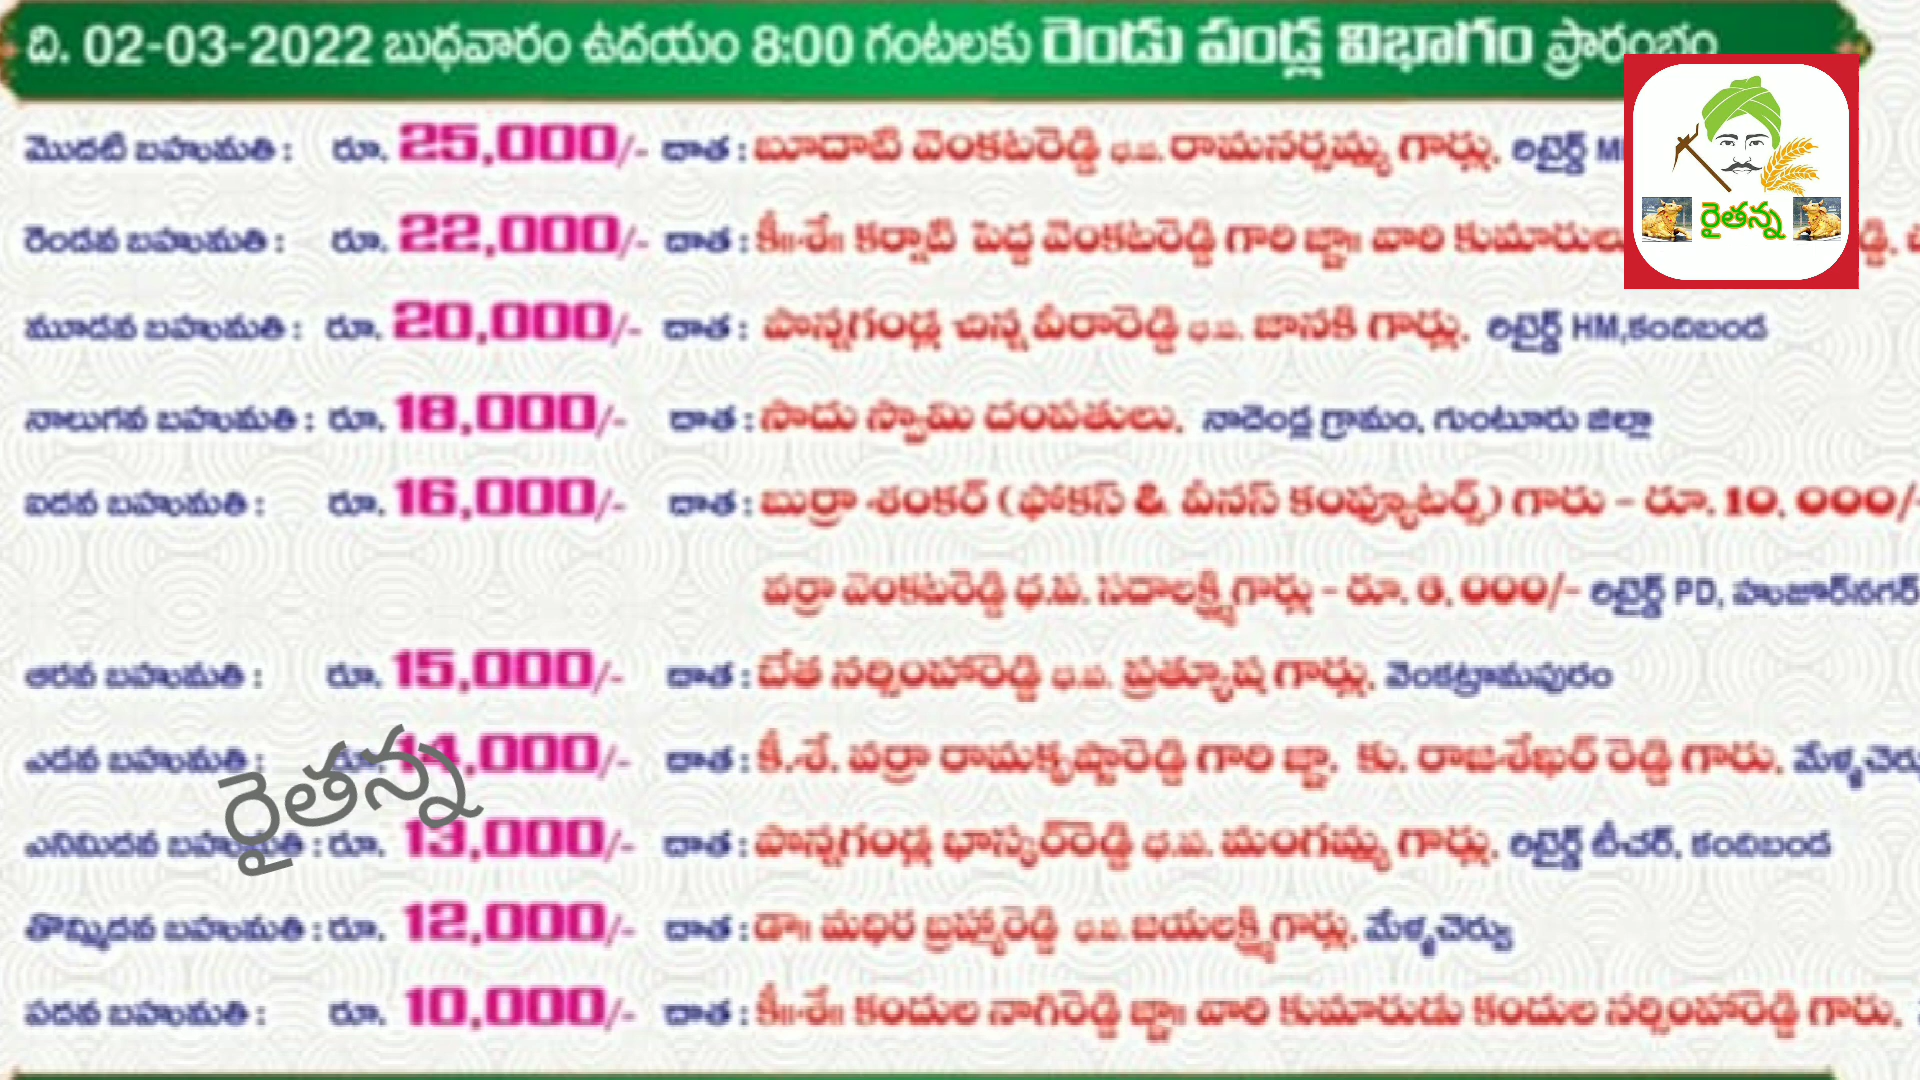 ది. 02-03-2022 బుధవారం ఉదయం 8:00 గంటలకు రెండు పండ్ల విభాగం ప్రారంభం
మొదటి బహుమతి : రూ. 25,000/- దాత : బూదాటి వెంకటరెడ్డి ధ.ప. రామనర్సమ్మ గార్లు, రిటైర్డ్
రెండవ బహుమతి : రూ. 22,000/- దాత : కీ॥శే॥ కర్నాటి పెద్ద వెంకటరెడ్డి గారి జ్ఞా॥ వారి కుమారులు
మూడవ బహుమతి : రూ. 20,000/- దాత : పొన్నగండ్ల చిన్న వీరారెడ్డి ధ.ప. జానకి గార్లు, రిటైర్డ్ HM,కందిబండ
నాలుగవ బహుమతి : రూ. 18,000/- దాత : సాదు స్వామి దంపతులు, నాదెండ్ల గ్రామం, గుంటూరు జిల్లా
ఐదవ బహుమతి : రూ. 16,000/- దాత : బుర్రా శంకర్ (ఫోకస్ & వీనస్ కంప్యూటర్స్) గారు - రూ. 10, 000/-
వర్రా వెంకటరెడ్డి ధ.ప. సదాలక్ష్మి గార్లు - రూ. 6, 000/- రిటైర్డ్ PD, హుజూర్‌నగర్
ఆరవ బహుమతి : రూ. 15,000/- దాత : చేత నర్సింహారెడ్డి ధ.ప. ప్రత్యూష గార్లు, వెంకట్రామపురం
ఎడవ బహుమతి : రూ. 14,000/- దాత : కీ.శే. వర్రా రామకృష్ణారెడ్డి గారి జ్ఞా. కు. రాజశేఖర్ రెడ్డి గారు,
ఎనిమిదవ బహుమతి : రూ. 13,000/- దాత : పొన్నగండ్ల భాస్కర్‌రెడ్డి ధ.ప. మంగమ్మ గార్లు, రిటైర్డ్ టీచర్, కందిబండ
తొమ్మిదవ బహుమతి : రూ. 12,000/- దాత : డా॥ మధిర బ్రహ్మారెడ్డి ధ.ప. జయలక్ష్మి గార్లు, మేళ్ళచెర్వు
పదవ బహుమతి : రూ. 10,000/- దాత : కీ॥శే॥ కందుల నాగిరెడ్డి జ్ఞా॥ వారి కుమారుడు కందుల నర్సింహారెడ్డి గారు,
రైతన్న
రైతన్న